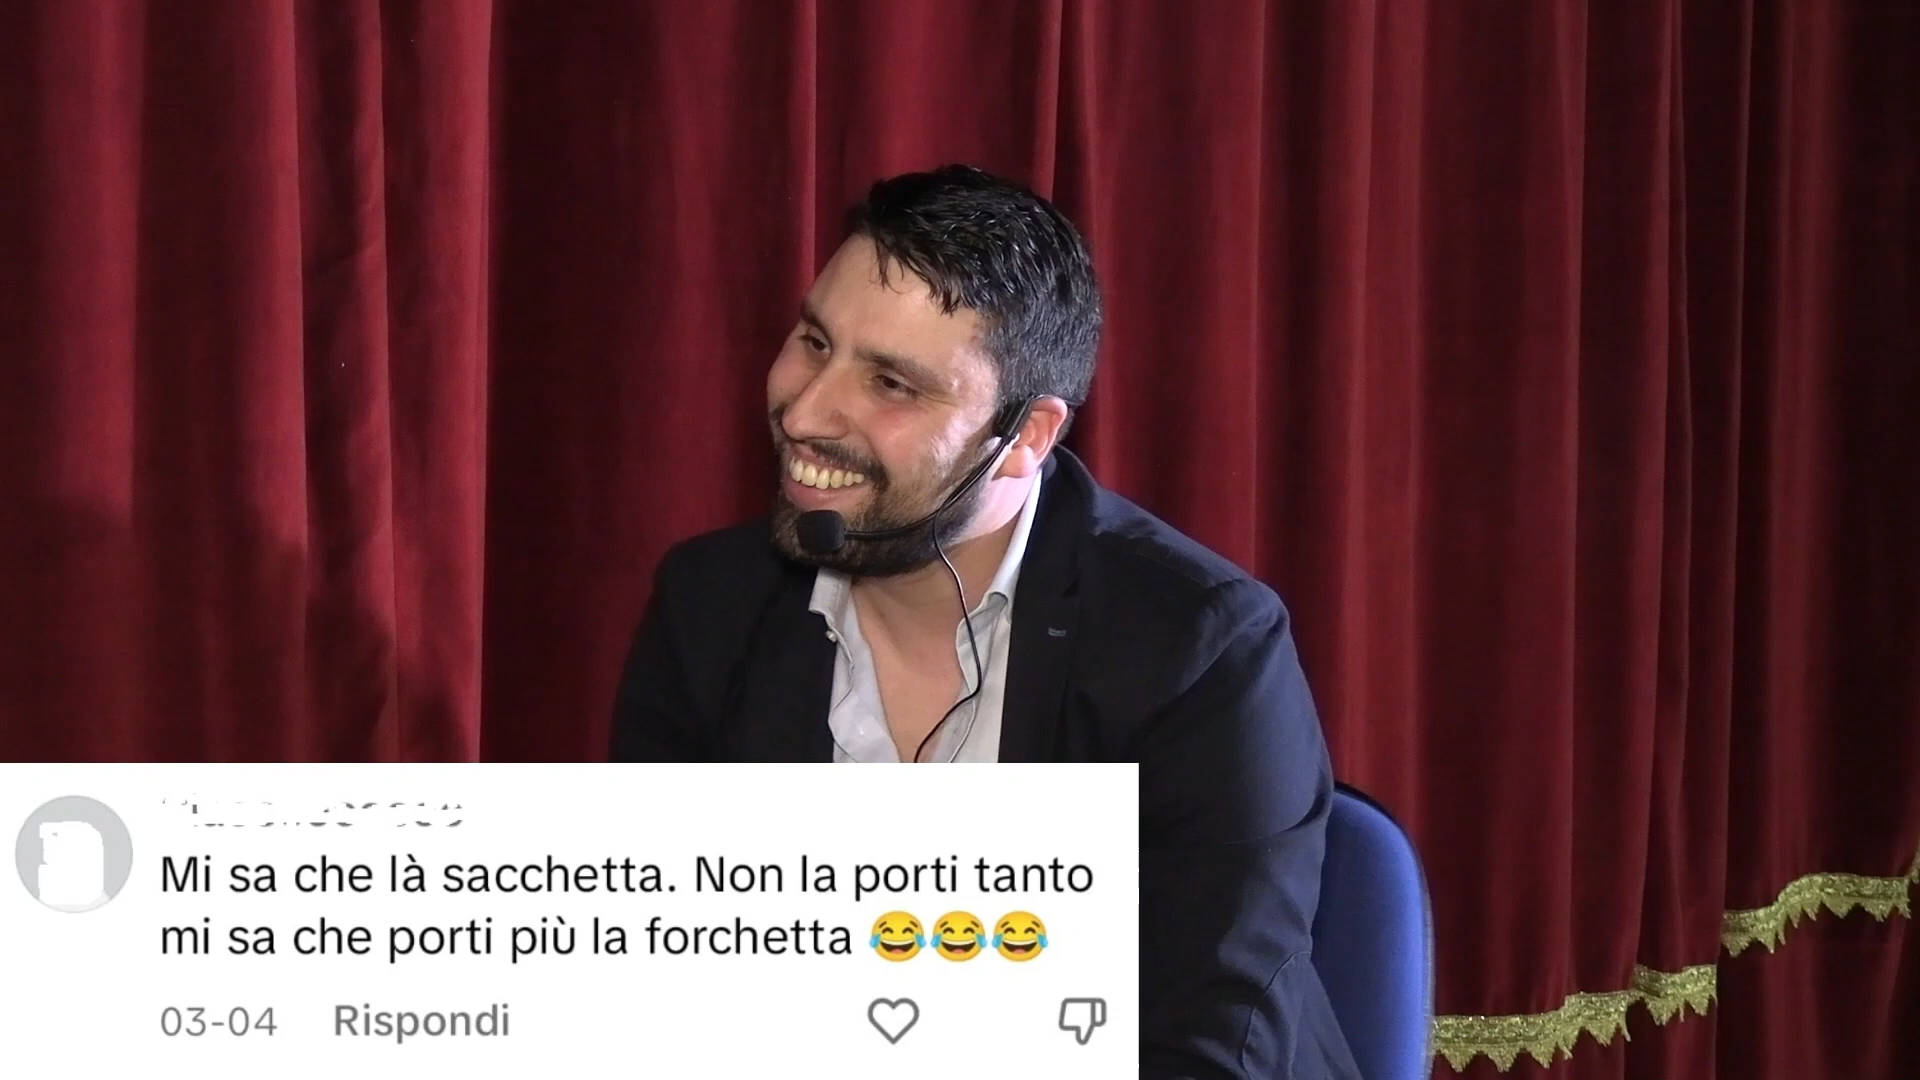 Mi sa che là sacchetta. Non la porti tanto
mi sa che porti più la forchetta 😂😂😂
03-04 Rispondi